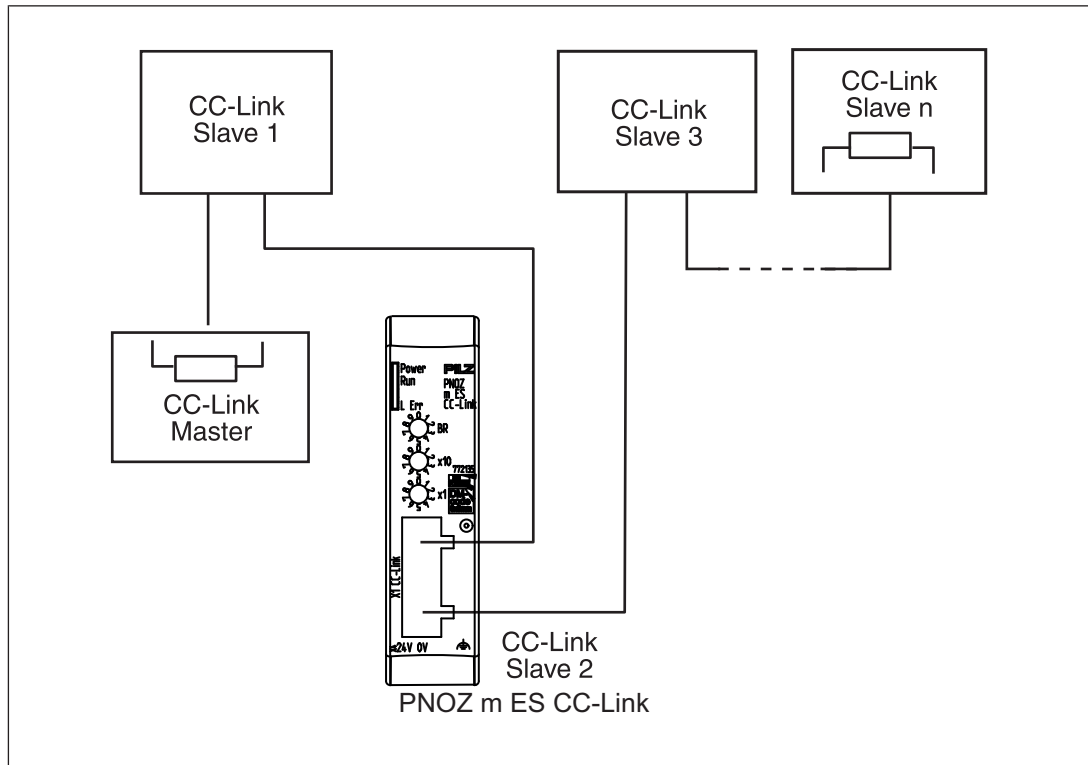 CC-Link
Slave 1
CC-Link
Slave 3
CC-Link
Slave n
CC-Link
Master
Power
Run
PILZ
PNOZ
m ES
CC-Link
L Err
BR
x10
772135
x1
X1 CC-Link
24V 0V
CC-Link
Slave 2
PNOZ m ES CC-Link